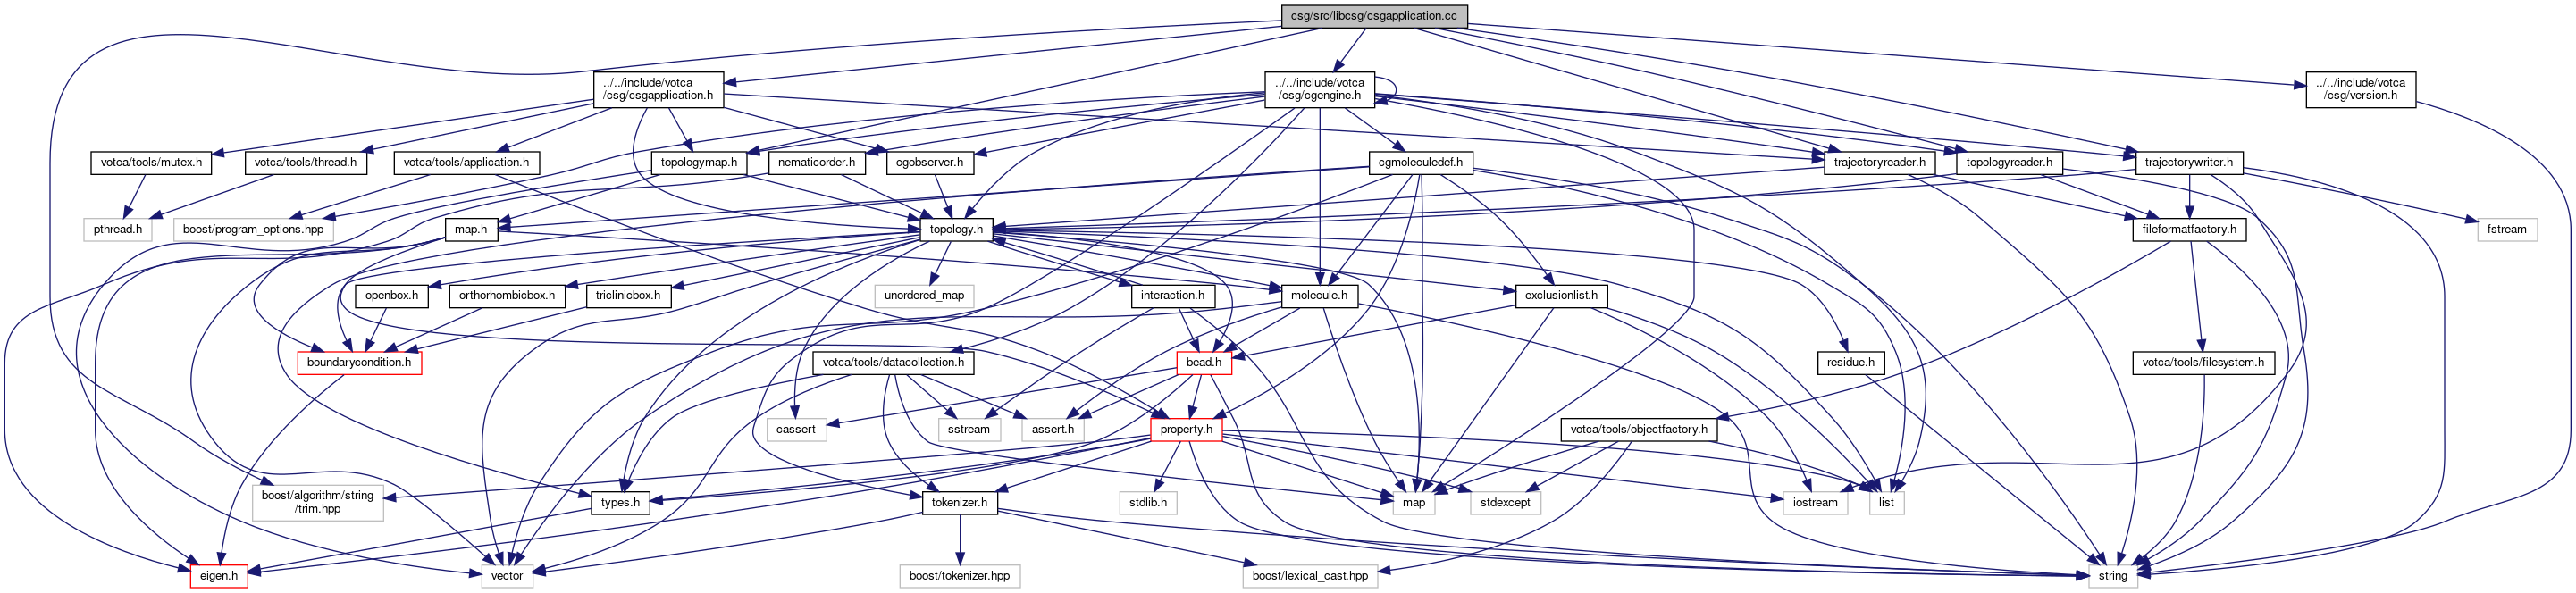 csg/src/libcsg/csgapplication.cc
../../include/votca
/csg/csgapplication.h
../../include/votca
/csg/cgengine.h
../../include/votca
/csg/version.h
votca/tools/mutex.h
votca/tools/thread.h
votca/tools/application.h
topologymap.h
nematicorder.h
cgobserver.h
cgmoleculedef.h
trajectoryreader.h
topologyreader.h
trajectorywriter.h
pthread.h
boost/program_options.hpp
map.h
topology.h
fileformatfactory.h
fstream
openbox.h
orthorhombicbox.h
triclinicbox.h
unordered_map
interaction.h
molecule.h
exclusionlist.h
boundarycondition.h
votca/tools/datacollection.h
bead.h
residue.h
votca/tools/filesystem.h
cassert
sstream
assert.h
property.h
votca/tools/objectfactory.h
boost/algorithm/string
/trim.hpp
types.h
tokenizer.h
stdlib.h
map
stdexcept
iostream
list
eigen.h
vector
boost/tokenizer.hpp
boost/lexical_cast.hpp
string